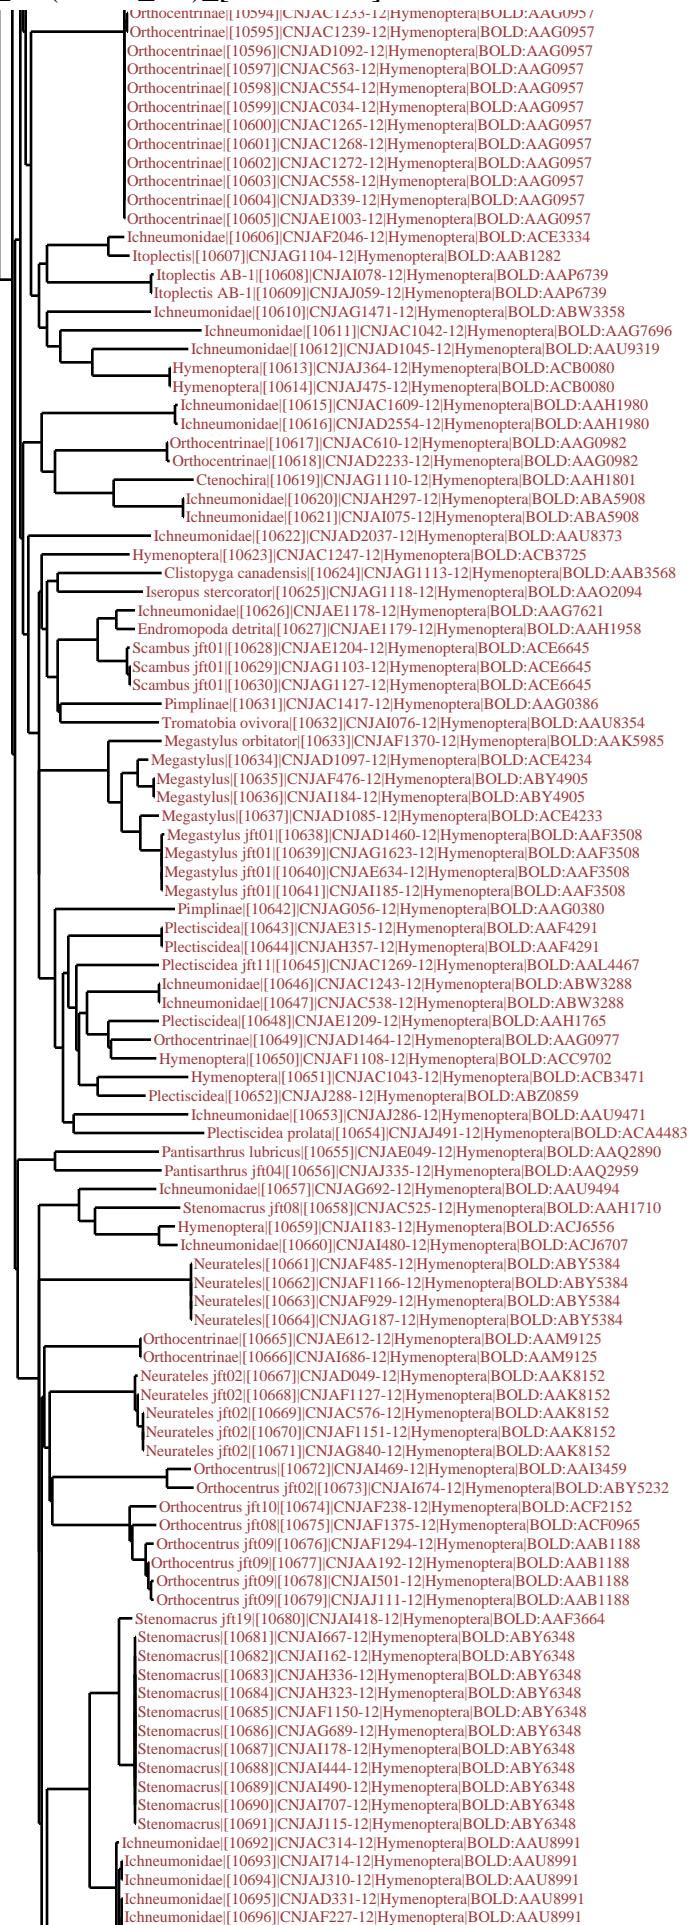 Orthocentrinae|[10594]|CNJAC1233-12|Hymenoptera|BOLD:AAG0957
Orthocentrinae|[10595]|CNJAC1239-12|Hymenoptera|BOLD:AAG0957
Orthocentrinae|[10596]|CNJAD1092-12|Hymenoptera|BOLD:AAG0957
Orthocentrinae|[10597]|CNJAC563-12|Hymenoptera|BOLD:AAG0957
Orthocentrinae|[10598]|CNJAC554-12|Hymenoptera|BOLD:AAG0957
Orthocentrinae|[10599]|CNJAC034-12|Hymenoptera|BOLD:AAG0957
Orthocentrinae|[10600]|CNJAC1265-12|Hymenoptera|BOLD:AAG0957
Orthocentrinae|[10601]|CNJAC1268-12|Hymenoptera|BOLD:AAG0957
Orthocentrinae|[10602]|CNJAC1272-12|Hymenoptera|BOLD:AAG0957
Orthocentrinae|[10603]|CNJAC558-12|Hymenoptera|BOLD:AAG0957
Orthocentrinae|[10604]|CNJAD339-12|Hymenoptera|BOLD:AAG0957
Orthocentrinae|[10605]|CNJAE1003-12|Hymenoptera|BOLD:AAG0957
Ichneumonidae|[10606]|CNJAF2046-12|Hymenoptera|BOLD:ACE3334
Itoplectis|[10607]|CNJAG1104-12|Hymenoptera|BOLD:AAB1282
Itoplectis AB-1|[10608]|CNJAI078-12|Hymenoptera|BOLD:AAP6739
Itoplectis AB-1|[10609]|CNJAJ059-12|Hymenoptera|BOLD:AAP6739
Ichneumonidae|[10610]|CNJAG1471-12|Hymenoptera|BOLD:ABW3358
Ichneumonidae|[10611]|CNJAC1042-12|Hymenoptera|BOLD:AAG7696
Ichneumonidae|[10612]|CNJAD1045-12|Hymenoptera|BOLD:AAU9319
Hymenoptera|[10613]|CNJAJ364-12|Hymenoptera|BOLD:ACB0080
Hymenoptera|[10614]|CNJAJ475-12|Hymenoptera|BOLD:ACB0080
Ichneumonidae|[10615]|CNJAC1609-12|Hymenoptera|BOLD:AAH1980
Ichneumonidae|[10616]|CNJAD2554-12|Hymenoptera|BOLD:AAH1980
Orthocentrinae|[10617]|CNJAC610-12|Hymenoptera|BOLD:AAG0982
Orthocentrinae|[10618]|CNJAD2233-12|Hymenoptera|BOLD:AAG0982
Ctenochira|[10619]|CNJAG1110-12|Hymenoptera|BOLD:AAH1801
Ichneumonidae|[10620]|CNJAH297-12|Hymenoptera|BOLD:ABA5908
Ichneumonidae|[10621]|CNJAI075-12|Hymenoptera|BOLD:ABA5908
Ichneumonidae|[10622]|CNJAD2037-12|Hymenoptera|BOLD:AAU8373
Hymenoptera|[10623]|CNJAC1247-12|Hymenoptera|BOLD:ACB3725
Clistopyga canadensis|[10624]|CNJAG1113-12|Hymenoptera|BOLD:AAB3568
Iseropus stercorator|[10625]|CNJAG1118-12|Hymenoptera|BOLD:AAO2094
Ichneumonidae|[10626]|CNJAE1178-12|Hymenoptera|BOLD:AAG7621
Endromopoda detrita|[10627]|CNJAE1179-12|Hymenoptera|BOLD:AAH1958
Scambus jft01|[10628]|CNJAE1204-12|Hymenoptera|BOLD:ACE6645
Scambus jft01|[10629]|CNJAG1103-12|Hymenoptera|BOLD:ACE6645
Scambus jft01|[10630]|CNJAG1127-12|Hymenoptera|BOLD:ACE6645
Pimplinae|[10631]|CNJAC1417-12|Hymenoptera|BOLD:AAG0386
Tromatobia ovivora|[10632]|CNJAI076-12|Hymenoptera|BOLD:AAU8354
Megastylus orbitator|[10633]|CNJAF1370-12|Hymenoptera|BOLD:AAK5985
Megastylus|[10634]|CNJAD1097-12|Hymenoptera|BOLD:ACE4234
Megastylus|[10635]|CNJAF476-12|Hymenoptera|BOLD:ABY4905
Megastylus|[10636]|CNJAI184-12|Hymenoptera|BOLD:ABY4905
Megastylus|[10637]|CNJAD1085-12|Hymenoptera|BOLD:ACE4233
Megastylus jft01|[10638]|CNJAD1460-12|Hymenoptera|BOLD:AAF3508
Megastylus jft01|[10639]|CNJAG1623-12|Hymenoptera|BOLD:AAF3508
Megastylus jft01|[10640]|CNJAE634-12|Hymenoptera|BOLD:AAF3508
Megastylus jft01|[10641]|CNJAI185-12|Hymenoptera|BOLD:AAF3508
Pimplinae|[10642]|CNJAG056-12|Hymenoptera|BOLD:AAG0380
Plectiscidea|[10643]|CNJAE315-12|Hymenoptera|BOLD:AAF4291
Plectiscidea|[10644]|CNJAH357-12|Hymenoptera|BOLD:AAF4291
Plectiscidea jft11|[10645]|CNJAC1269-12|Hymenoptera|BOLD:AAL4467
Ichneumonidae|[10646]|CNJAC1243-12|Hymenoptera|BOLD:ABW3288
Ichneumonidae|[10647]|CNJAC538-12|Hymenoptera|BOLD:ABW3288
Plectiscidea|[10648]|CNJAE1209-12|Hymenoptera|BOLD:AAH1765
Orthocentrinae|[10649]|CNJAD1464-12|Hymenoptera|BOLD:AAG0977
Hymenoptera|[10650]|CNJAF1108-12|Hymenoptera|BOLD:ACC9702
Hymenoptera|[10651]|CNJAC1043-12|Hymenoptera|BOLD:ACB3471
Plectiscidea|[10652]|CNJAJ288-12|Hymenoptera|BOLD:ABZ0859
Ichneumonidae|[10653]|CNJAJ286-12|Hymenoptera|BOLD:AAU9471
Plectiscidea prolata|[10654]|CNJAJ491-12|Hymenoptera|BOLD:ACA4483
Pantisarthrus lubricus|[10655]|CNJAE049-12|Hymenoptera|BOLD:AAQ2890
Pantisarthrus jft04|[10656]|CNJAJ335-12|Hymenoptera|BOLD:AAQ2959
Ichneumonidae|[10657]|CNJAG692-12|Hymenoptera|BOLD:AAU9494
Stenomacrus jft08|[10658]|CNJAC525-12|Hymenoptera|BOLD:AAH1710
Hymenoptera|[10659]|CNJAI183-12|Hymenoptera|BOLD:ACJ6556
Ichneumonidae|[10660]|CNJAI480-12|Hymenoptera|BOLD:ACJ6707
Neurateles|[10661]|CNJAF485-12|Hymenoptera|BOLD:ABY5384
Neurateles|[10662]|CNJAF1166-12|Hymenoptera|BOLD:ABY5384
Neurateles|[10663]|CNJAF929-12|Hymenoptera|BOLD:ABY5384
Neurateles|[10664]|CNJAG187-12|Hymenoptera|BOLD:ABY5384
Orthocentrinae|[10665]|CNJAE612-12|Hymenoptera|BOLD:AAM9125
Orthocentrinae|[10666]|CNJAI686-12|Hymenoptera|BOLD:AAM9125
Neurateles jft02|[10667]|CNJAD049-12|Hymenoptera|BOLD:AAK8152
Neurateles jft02|[10668]|CNJAF1127-12|Hymenoptera|BOLD:AAK8152
Neurateles jft02|[10669]|CNJAC576-12|Hymenoptera|BOLD:AAK8152
Neurateles jft02|[10670]|CNJAF1151-12|Hymenoptera|BOLD:AAK8152
Neurateles jft02|[10671]|CNJAG840-12|Hymenoptera|BOLD:AAK8152
Orthocentrus|[10672]|CNJAI469-12|Hymenoptera|BOLD:AAI3459
Orthocentrus jft02|[10673]|CNJAI674-12|Hymenoptera|BOLD:ABY5232
Orthocentrus jft10|[10674]|CNJAF238-12|Hymenoptera|BOLD:ACF2152
Orthocentrus jft08|[10675]|CNJAF1375-12|Hymenoptera|BOLD:ACF0965
Orthocentrus jft09|[10676]|CNJAF1294-12|Hymenoptera|BOLD:AAB1188
Orthocentrus jft09|[10677]|CNJAA192-12|Hymenoptera|BOLD:AAB1188
Orthocentrus jft09|[10678]|CNJAI501-12|Hymenoptera|BOLD:AAB1188
Orthocentrus jft09|[10679]|CNJAJ111-12|Hymenoptera|BOLD:AAB1188
Stenomacrus jft19|[10680]|CNJAI418-12|Hymenoptera|BOLD:AAF3664
Stenomacrus|[10681]|CNJAI667-12|Hymenoptera|BOLD:ABY6348
Stenomacrus|[10682]|CNJAI162-12|Hymenoptera|BOLD:ABY6348
Stenomacrus|[10683]|CNJAH336-12|Hymenoptera|BOLD:ABY6348
Stenomacrus|[10684]|CNJAH323-12|Hymenoptera|BOLD:ABY6348
Stenomacrus|[10685]|CNJAF1150-12|Hymenoptera|BOLD:ABY6348
Stenomacrus|[10686]|CNJAG689-12|Hymenoptera|BOLD:ABY6348
Stenomacrus|[10687]|CNJAI178-12|Hymenoptera|BOLD:ABY6348
Stenomacrus|[10688]|CNJAI444-12|Hymenoptera|BOLD:ABY6348
Stenomacrus|[10689]|CNJAI490-12|Hymenoptera|BOLD:ABY6348
Stenomacrus|[10690]|CNJAI707-12|Hymenoptera|BOLD:ABY6348
Stenomacrus|[10691]|CNJAJ115-12|Hymenoptera|BOLD:ABY6348
Ichneumonidae|[10692]|CNJAC314-12|Hymenoptera|BOLD:AAU8991
Ichneumonidae|[10693]|CNJAI714-12|Hymenoptera|BOLD:AAU8991
Ichneumonidae|[10694]|CNJAJ310-12|Hymenoptera|BOLD:AAU8991
Ichneumonidae|[10695]|CNJAD331-12|Hymenoptera|BOLD:AAU8991
Ichneumonidae|[10696]|CNJAF227-12|Hymenoptera|BOLD:AAU8991